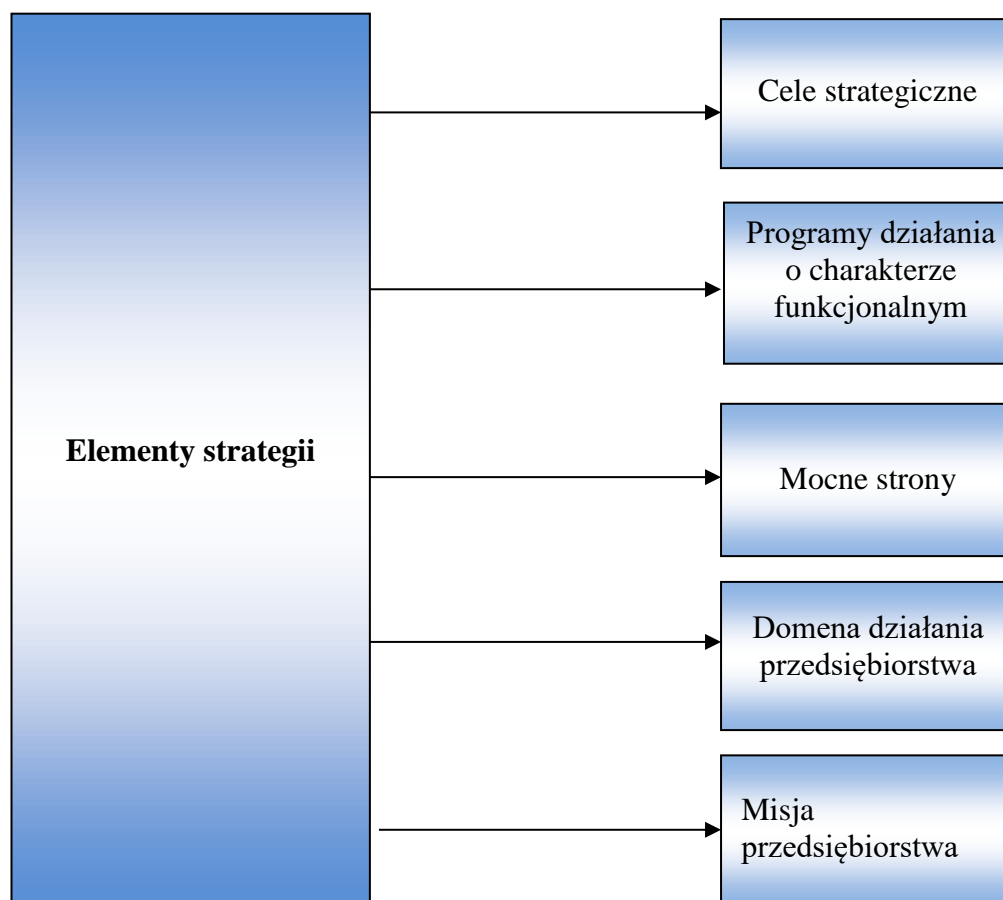 Cele strategiczne
Programy działania
o charakterze
funkcjonalnym
Elementy strategii
Mocne strony
Domena działania
przedsiębiorstwa
Misja
przedsiębiorstwa